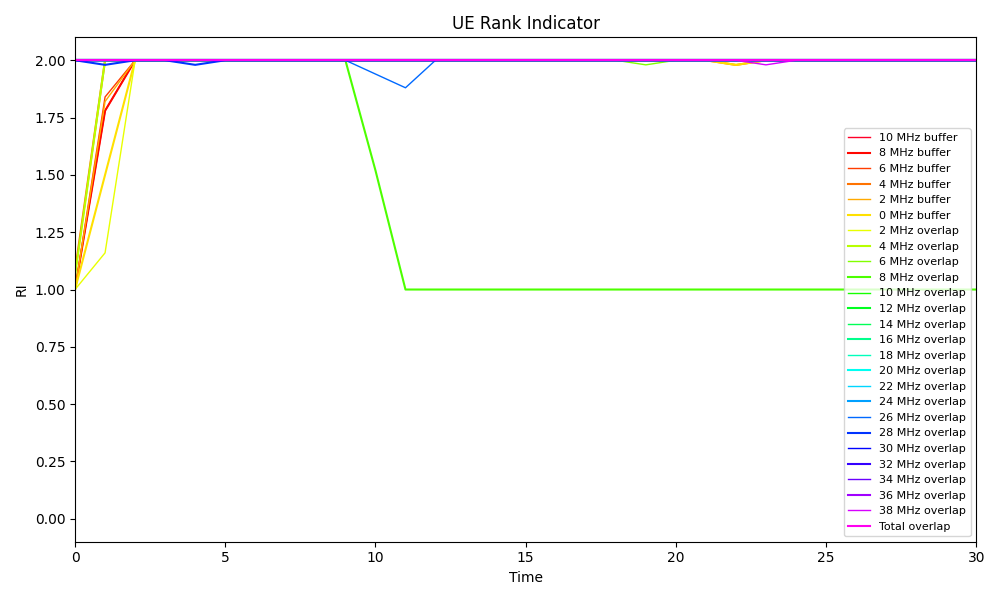 UE Rank Indicator
RI
2.00
1.75
1.50
1.25
1.00
0.75
0.50
0.25
0.00
0
5
10
15
20
25
30
Time
10 MHz buffer
8 MHz buffer
6 MHz buffer
4 MHz buffer
2 MHz buffer
0 MHz buffer
2 MHz overlap
4 MHz overlap
6 MHz overlap
8 MHz overlap
10 MHz overlap
12 MHz overlap
14 MHz overlap
16 MHz overlap
18 MHz overlap
20 MHz overlap
22 MHz overlap
24 MHz overlap
26 MHz overlap
28 MHz overlap
30 MHz overlap
32 MHz overlap
34 MHz overlap
36 MHz overlap
38 MHz overlap
Total overlap